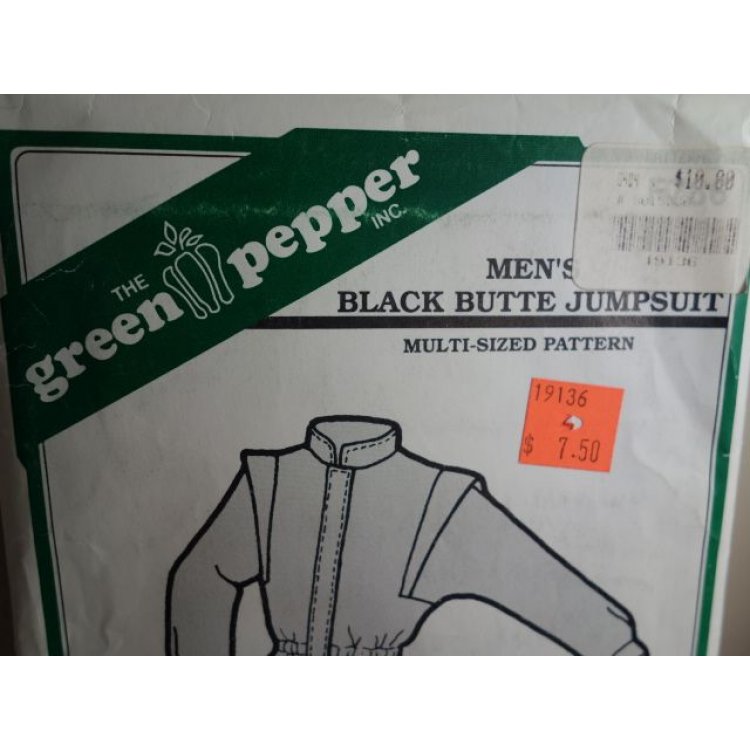 THE
green pepper
INC.
$10.00
19136
MEN'S
BLACK BUTTE JUMPSUIT
MULTI-SIZED PATTERN
19136
$ 7.50